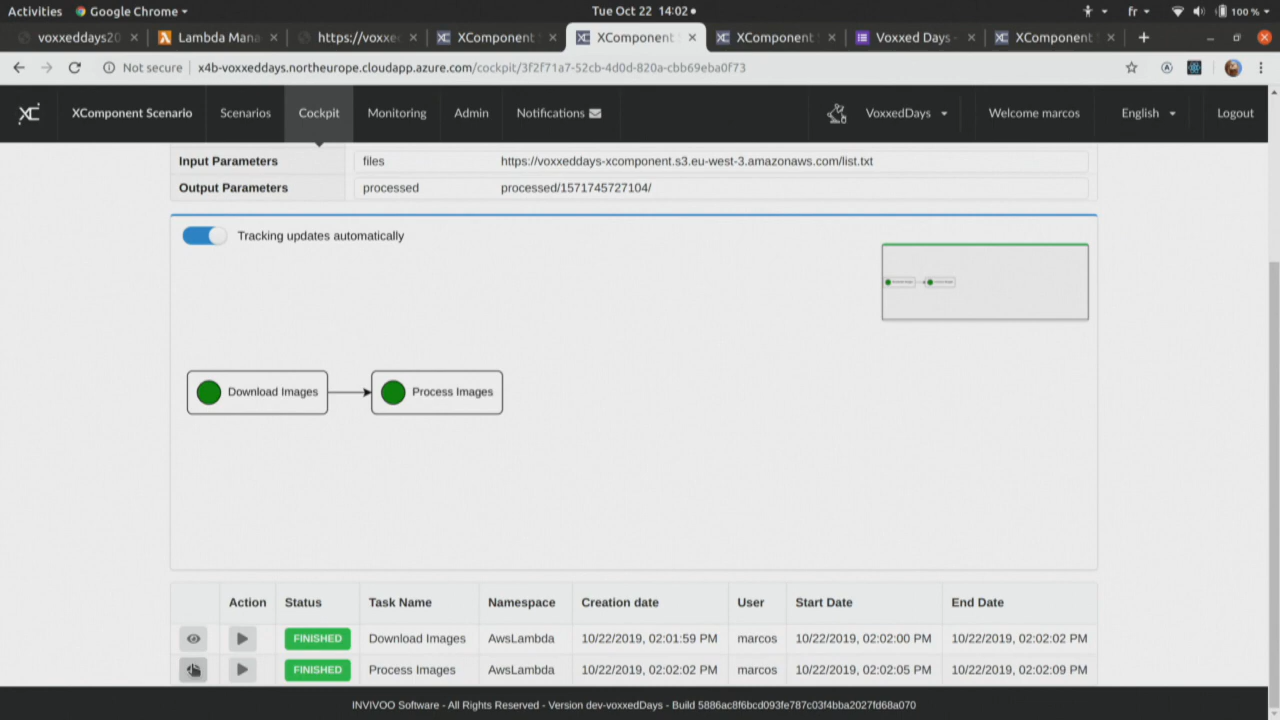 Activities Google Chrome Tue Oct 22 14:02 fr 100 %
voxxeddays20 Lambda Mana https://voxxe XComponent XComponent XComponent Voxxed Days - XComponent
Not secure x4b-voxxeddays.northeurope.cloudapp.azure.com/cockpit/3f2f71a7-52cb-4d0d-820a-cbb69eba0f73
XComponent Scenario Scenarios Cockpit Monitoring Admin Notifications VoxxedDays Welcome marcos English Logout
Input Parameters files https://voxxeddays-xcomponent.s3.eu-west-3.amazonaws.com/list.txt
Output Parameters processed processed/1571745727104/
Tracking updates automatically
Download Images Process Images
Action Status Task Name Namespace Creation date User Start Date End Date
FINISHED Download Images AwsLambda 10/22/2019, 02:01:59 PM marcos 10/22/2019, 02:02:00 PM 10/22/2019, 02:02:02 PM
FINISHED Process Images AwsLambda 10/22/2019, 02:02:02 PM marcos 10/22/2019, 02:02:05 PM 10/22/2019, 02:02:09 PM
INVIVOO Software - All Rights Reserved - Version dev-voxxedDays - Build 5886ac8f6bcd093fe787c03f4bba2027fd68a070